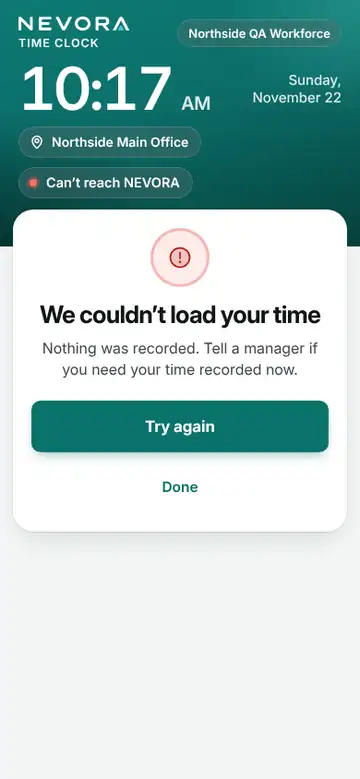 NEVORA
TIME CLOCK
Northside QA Workforce
10:17 AM
Sunday,
November 22
Northside Main Office
Can’t reach NEVORA
We couldn’t load your time
Nothing was recorded. Tell a manager if
you need your time recorded now.
Try again
Done